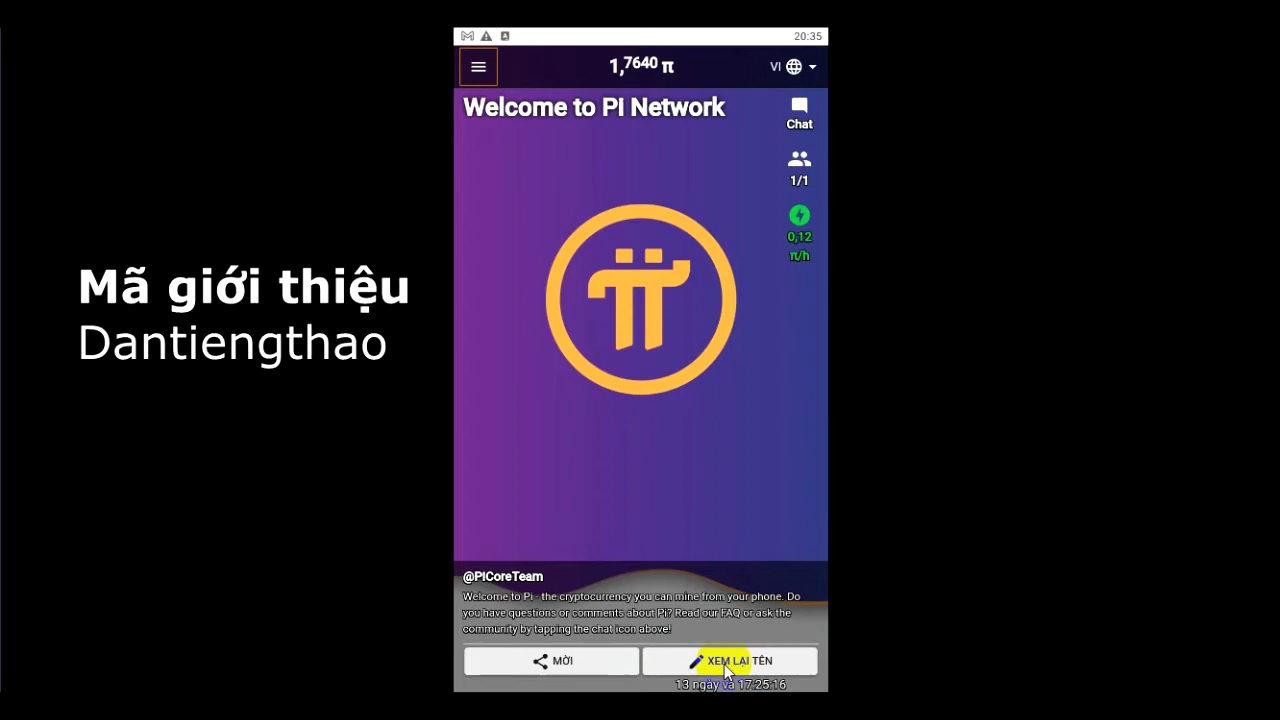 20:35
1,7640 π
VI
Welcome to PI Network
Chat
1/1
0,12
π/h
Mã giới thiệu
Dantiengthao
@PiCoreTeam
Welcome to Pi - the cryptocurrency you can mine from your phone. Do
you have questions or comments about Pi? Read our FAQ or ask the
community by tapping the chat icon above!
MỜI
XEM LẠI TÊN
13 ngày và 17:25:16